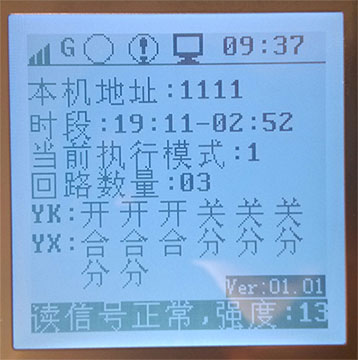 G 09:37
本机地址:1111
时段:19:11-02:52
当前执行模式:1
回路数量:03
YK:开开开关关关
YX:合合合分分分
分分
Ver:01.01
读信号正常,强度:13